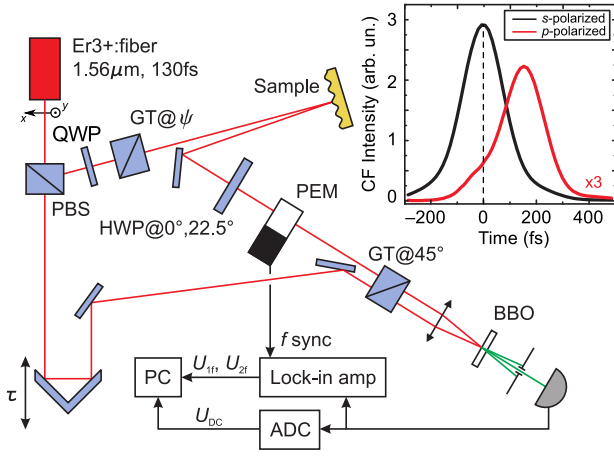 Er3+:fiber
1.56μm, 130fs
x
y
QWP
GT@ψ
Sample
PBS
HWP@0°,22.5°
PEM
GT@45°
BBO
τ
f sync
U1f, U2f
PC
Lock-in amp
UDC
ADC
s-polarized
p-polarized
CF Intensity (arb. un.)
3
2
1
0
x3
−200
0
200
400
Time (fs)